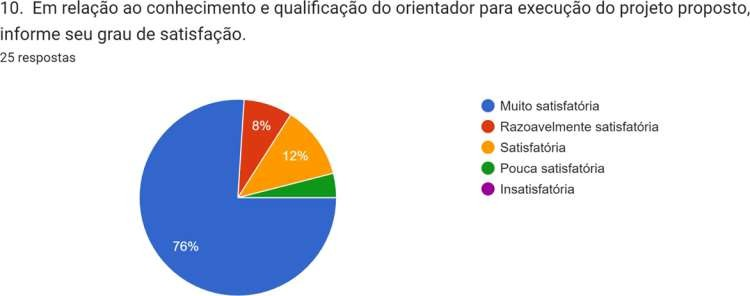 10. Em relação ao conhecimento e qualificação do orientador para execução do projeto proposto,
informe seu grau de satisfação.
25 respostas
8%
12%
76%
Muito satisfatória
Razoavelmente satisfatória
Satisfatória
Pouca satisfatória
Insatisfatória